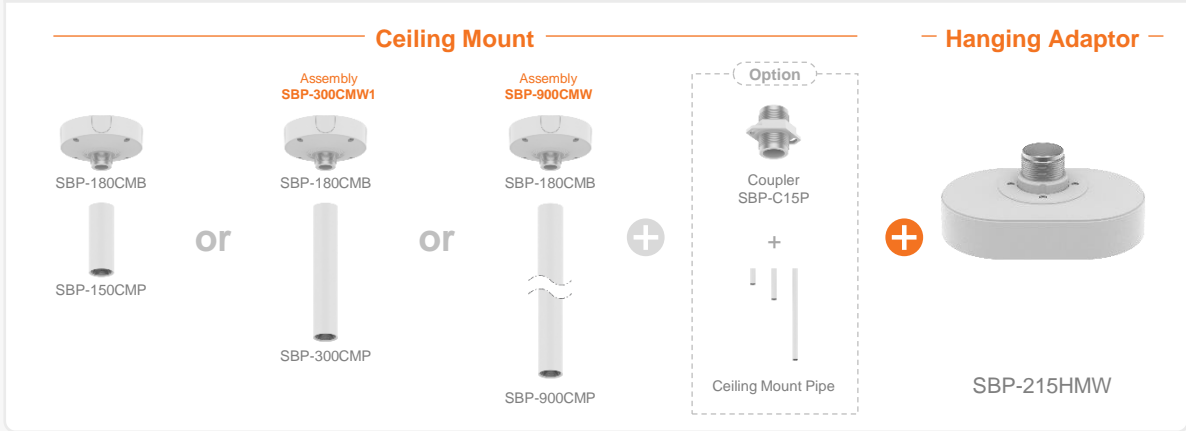 Ceiling Mount
Hanging Adaptor
Assembly
SBP-300CMW1
Assembly
SBP-900CMW
Option
SBP-180CMB
SBP-180CMB
SBP-180CMB
Coupler
SBP-C15P
or
or
+
SBP-150CMP
SBP-300CMP
SBP-900CMP
Ceiling Mount Pipe
SBP-215HMW